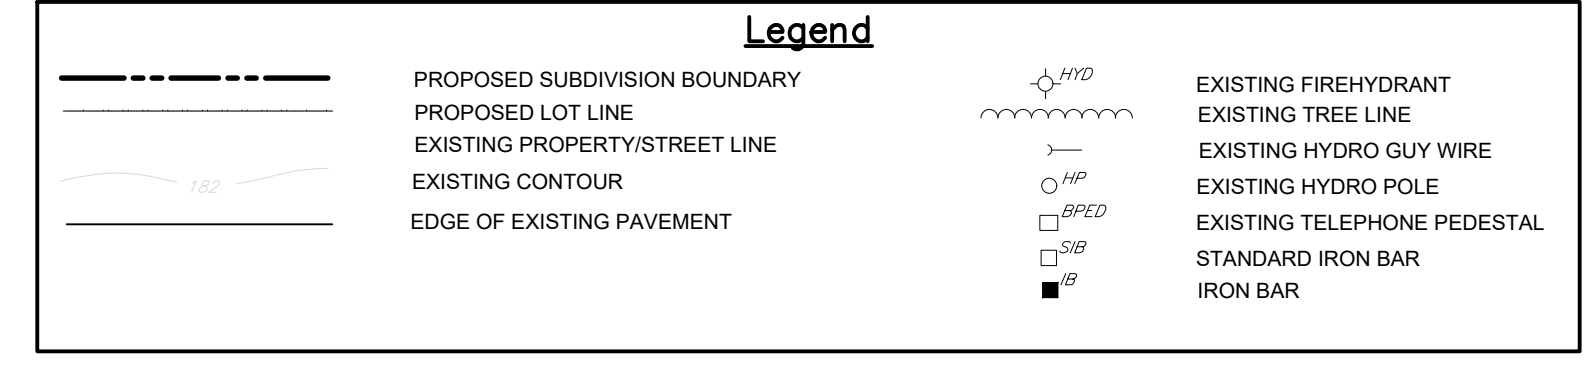 Legend
PROPOSED SUBDIVISION BOUNDARY
PROPOSED LOT LINE
EXISTING PROPERTY/STREET LINE
182 EXISTING CONTOUR
EDGE OF EXISTING PAVEMENT
HYD EXISTING FIREHYDRANT
EXISTING TREE LINE
EXISTING HYDRO GUY WIRE
HP EXISTING HYDRO POLE
BPED EXISTING TELEPHONE PEDESTAL
SIB STANDARD IRON BAR
IB IRON BAR